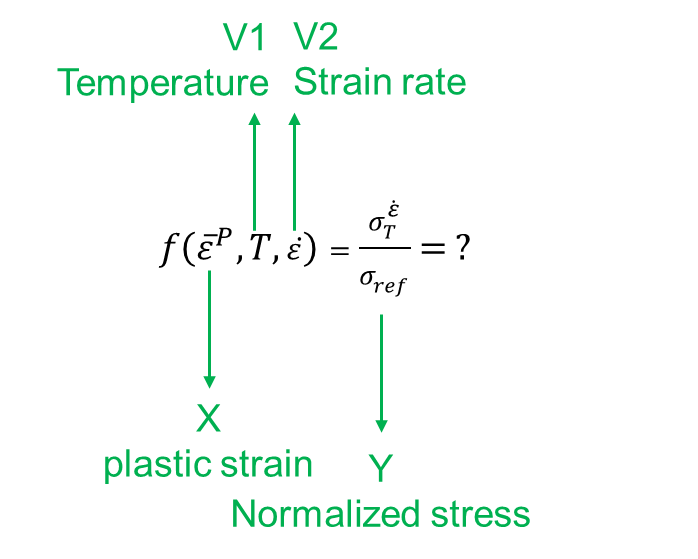 V1 V2
Temperature Strain rate
f(ε̄ᴾ, T, ε̇) = σ_T^ε̇ / σ_ref = ?
X
plastic strain
Y
Normalized stress